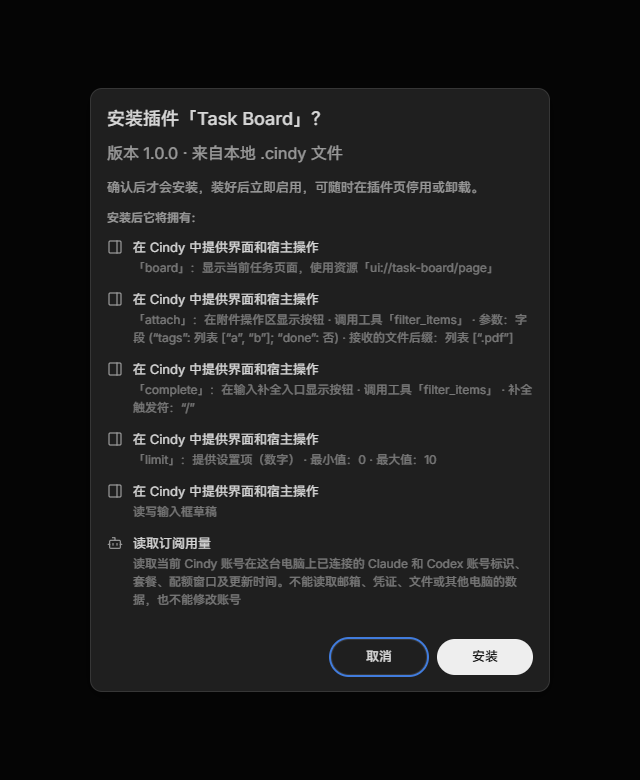 安装插件「Task Board」?
版本 1.0.0 · 来自本地 .cindy 文件
确认后才会安装，装好后立即启用，可随时在插件页停用或卸载。
安装后它将拥有：
在 Cindy 中提供界面和宿主操作
「board」：显示当前任务页面，使用资源「ui://task-board/page」
在 Cindy 中提供界面和宿主操作
「attach」：在附件操作区显示按钮 · 调用工具「filter_items」 · 参数：字
段 {“tags”: 列表 [“a”, “b”]; “done”: 否} · 接收的文件后缀：列表 [“.pdf”]
在 Cindy 中提供界面和宿主操作
「complete」：在输入补全入口显示按钮 · 调用工具「filter_items」 · 补全
触发符：“/”
在 Cindy 中提供界面和宿主操作
「limit」：提供设置项（数字） · 最小值：0 · 最大值：10
在 Cindy 中提供界面和宿主操作
读写输入框草稿
读取订阅用量
读取当前 Cindy 账号在这台电脑上已连接的 Claude 和 Codex 账号标识、
套餐、配额窗口及更新时间。不能读取邮箱、凭证、文件或其他电脑的数
据，也不能修改账号
取消
安装